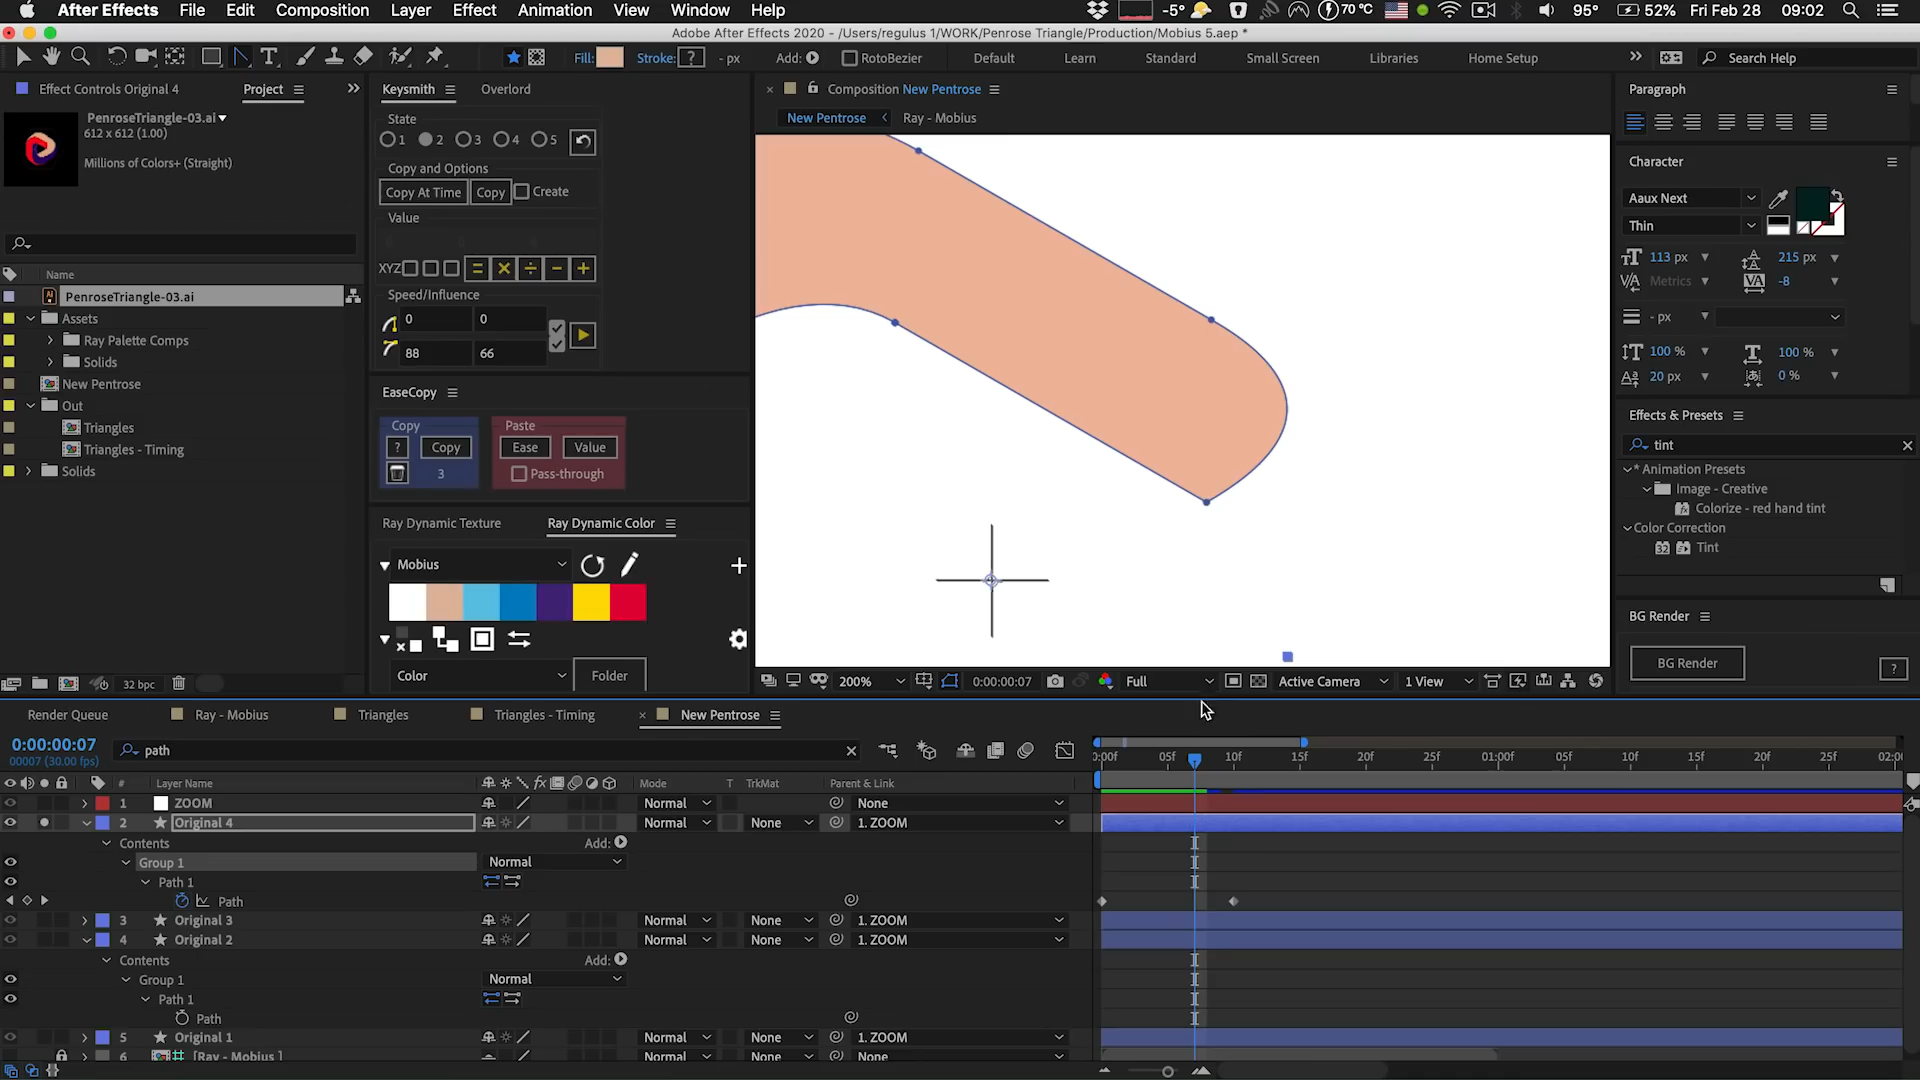 After Effects File Edit Composition Layer Effect Animation View Window Help -5° 70 °C 95° 52% Fri Feb 28 09:02
Adobe After Effects 2020 - /Users/regulus 1/WORK/Penrose Triangle/Production/Mobius 5.aep *
Fill: Stroke: ? - px Add: RotoBezier Default Learn Standard Small Screen Libraries Home Setup Search Help
Effect Controls Original 4 Project
PenroseTriangle-03.ai
612 x 612 (1.00)
Millions of Colors+ (Straight)
Name
PenroseTriangle-03.ai
Assets
Ray Palette Comps
Solids
New Pentrose
Out
Triangles
Triangles - Timing
Solids
32 bpc
Keysmith Overlord
State
1 2 3 4 5
Copy and Options
Copy At Time Copy Create
Value
XYZ = × ÷ − +
Speed/Influence
0 0
88 66
EaseCopy
Copy Paste
? Copy Ease Value
3 Pass-through
Ray Dynamic Texture Ray Dynamic Color
Mobius
Color Folder
Composition New Pentrose
New Pentrose Ray - Mobius
200% 0:00:00:07 Full Active Camera 1 View
Paragraph
Character
Aaux Next
Thin
113 px 215 px
Metrics -8
- px
100 % 100 %
20 px 0 %
Effects & Presets
tint
* Animation Presets
Image - Creative
Colorize - red hand tint
Color Correction
32 Tint
BG Render
BG Render ?
Render Queue Ray - Mobius Triangles Triangles - Timing New Pentrose
0:00:00:07
00007 (30.00 fps)
path
:00f 05f 10f 15f 20f 25f 01:00f 05f 10f 15f 20f 25f 02:00
# Layer Name fx Mode T TrkMat Parent & Link
1 ZOOM Normal None
2 Original 4 Normal None 1. ZOOM
Contents Add:
Group 1 Normal
Path 1
Path
3 Original 3 Normal None 1. ZOOM
4 Original 2 Normal None 1. ZOOM
Contents Add:
Group 1 Normal
Path 1
Path
5 Original 1 Normal None 1. ZOOM
6 [Ray - Mobius ] Normal None None